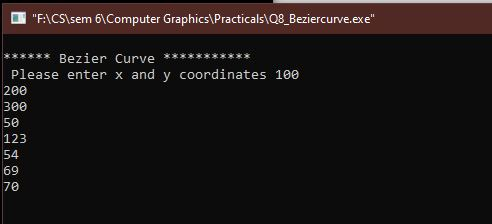 "F:\CS\sem 6\Computer Graphics\Practicals\Q8_Beziercurve.exe"
****** Bezier Curve ***********
Please enter x and y coordinates 100
200
300
50
123
54
69
70